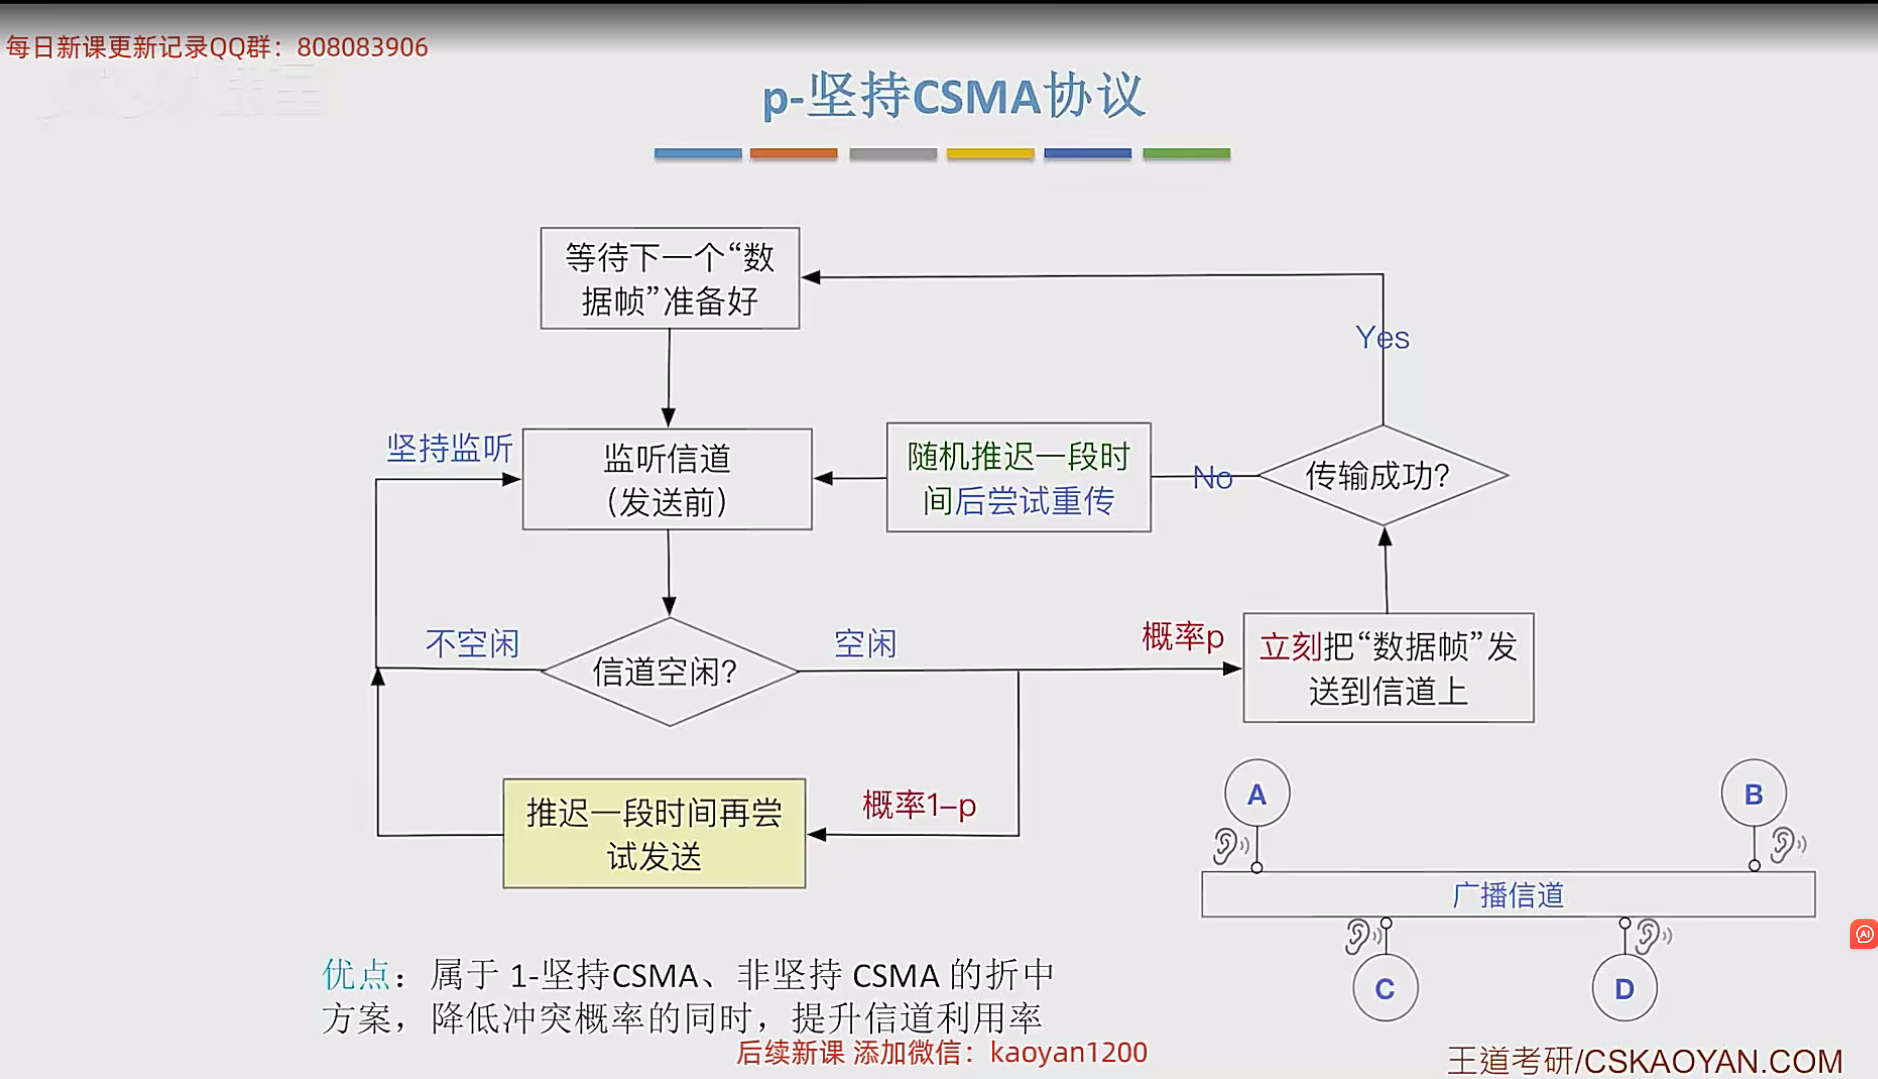 每日新课更新记录QQ群：808083906
p-坚持CSMA协议
等待下一个“数
据帧”准备好
Yes
坚持监听
监听信道
（发送前）
随机推迟一段时
间后尝试重传
No
传输成功？
不空闲
信道空闲？
空闲
概率p
立刻把“数据帧”发
送到信道上
推迟一段时间再尝
试发送
概率1–p
A
B
广播信道
C
D
AI
优点：属于 1-坚持CSMA、非坚持 CSMA 的折中
方案，降低冲突概率的同时，提升信道利用率
后续新课 添加微信：kaoyan1200
王道考研/CSKAOYAN.COM